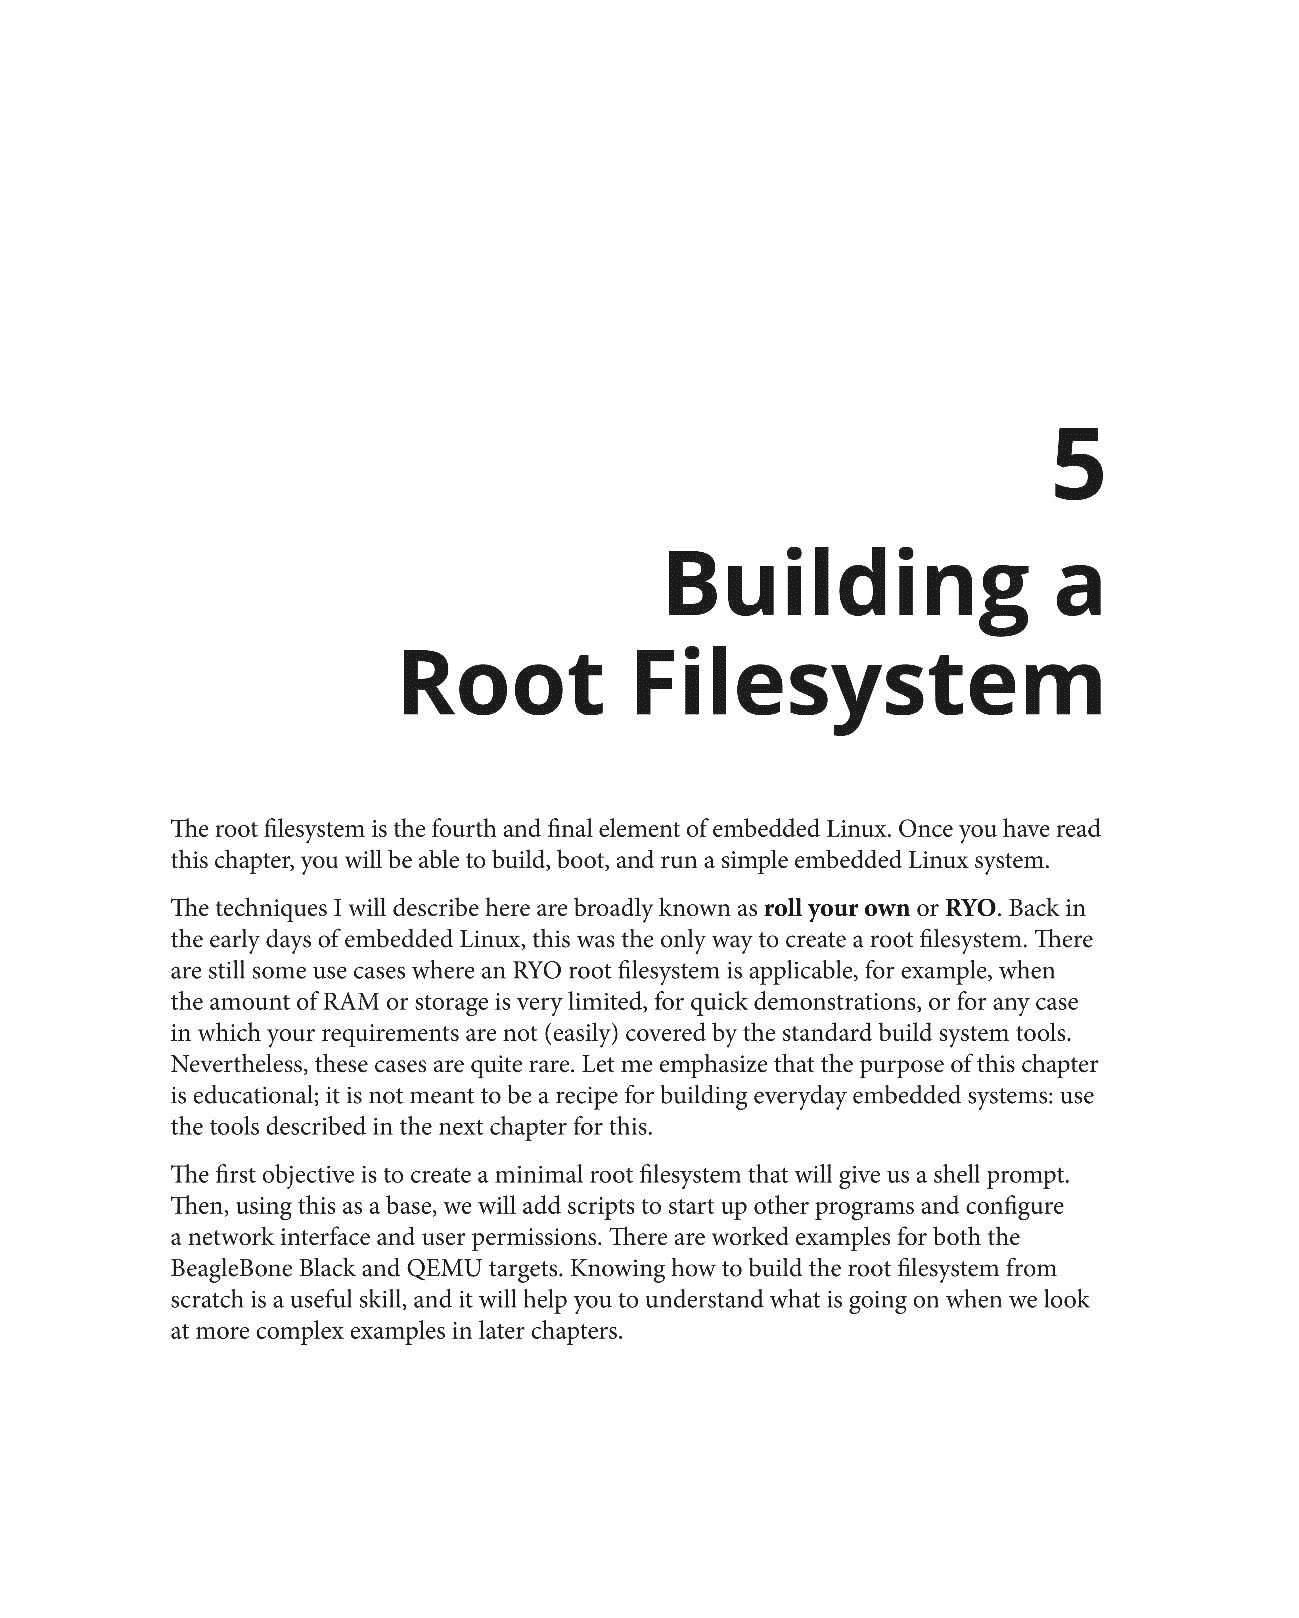 5
Building a
Root Filesystem
The root filesystem is the fourth and final element of embedded Linux. Once you have read
this chapter, you will be able to build, boot, and run a simple embedded Linux system.
The techniques I will describe here are broadly known as roll your own or RYO. Back in
the early days of embedded Linux, this was the only way to create a root filesystem. There
are still some use cases where an RYO root filesystem is applicable, for example, when
the amount of RAM or storage is very limited, for quick demonstrations, or for any case
in which your requirements are not (easily) covered by the standard build system tools.
Nevertheless, these cases are quite rare. Let me emphasize that the purpose of this chapter
is educational; it is not meant to be a recipe for building everyday embedded systems: use
the tools described in the next chapter for this.
The first objective is to create a minimal root filesystem that will give us a shell prompt.
Then, using this as a base, we will add scripts to start up other programs and configure
a network interface and user permissions. There are worked examples for both the
BeagleBone Black and QEMU targets. Knowing how to build the root filesystem from
scratch is a useful skill, and it will help you to understand what is going on when we look
at more complex examples in later chapters.